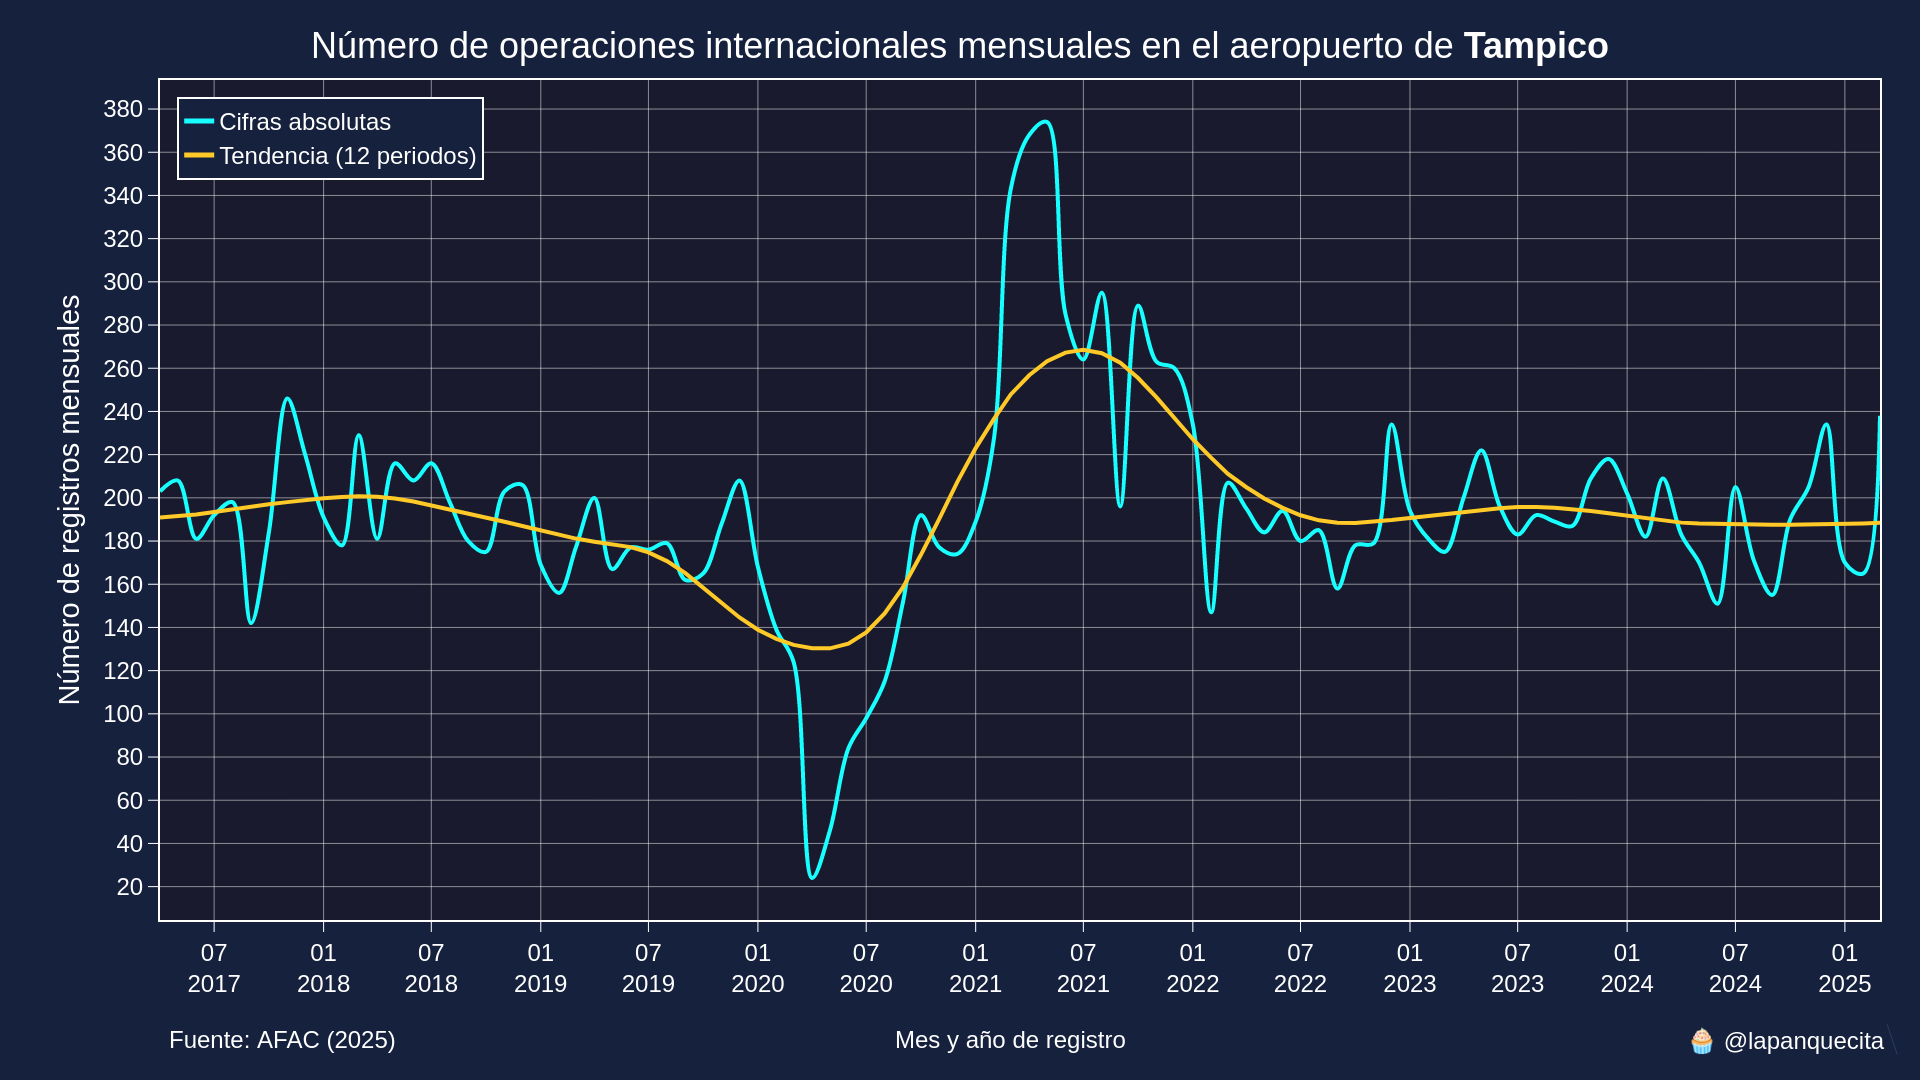 Número de operaciones internacionales mensuales en el aeropuerto de Tampico
Cifras absolutas
Tendencia (12 periodos)
Número de registros mensuales
380
360
340
320
300
280
260
240
220
200
180
160
140
120
100
80
60
40
20
07 01 07 01 07 01 07 01 07 01 07 01 07 01 07 01
2017 2018 2018 2019 2019 2020 2020 2021 2021 2022 2022 2023 2023 2024 2024 2025
Fuente: AFAC (2025)
Mes y año de registro
🧁 @lapanquecita